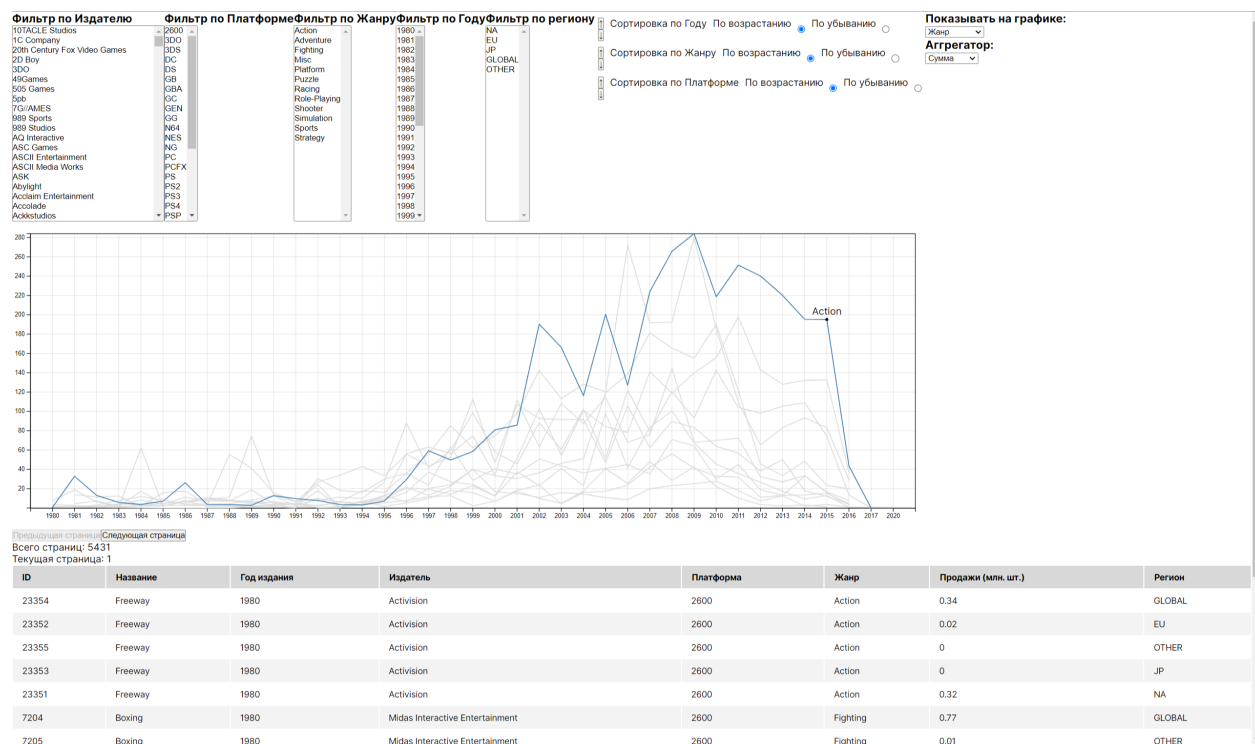 Фильтр по Издателю
10TACLE Studios
1C Company
20th Century Fox Video Games
2D Boy
3DO
49Games
505 Games
5pb
7G//AMES
989 Sports
989 Studios
AQ Interactive
ASC Games
ASCII Entertainment
ASCII Media Works
ASK
Abylight
Acclaim Entertainment
Accolade
Ackkstudios
Фильтр по Платформе
2600
3DO
3DS
DC
DS
GB
GBA
GC
GEN
GG
N64
NES
NG
PC
PCFX
PS
PS2
PS3
PS4
PSP
Фильтр по Жанру
Action
Adventure
Fighting
Misc
Platform
Puzzle
Racing
Role-Playing
Shooter
Simulation
Sports
Strategy
Фильтр по Году
1980
1981
1982
1983
1984
1985
1986
1987
1988
1989
1990
1991
1992
1993
1994
1995
1996
1997
1998
1999
Фильтр по региону
NA
EU
JP
GLOBAL
OTHER
Сортировка по Году По возрастанию По убыванию
Сортировка по Жанру По возрастанию По убыванию
Сортировка по Платформе По возрастанию По убыванию
Показывать на графике:
Жанр
Аггрегатор:
Сумма
280
260
240
220
200
180
160
140
120
100
80
60
40
20
Action
1980 1981 1982 1983 1984 1985 1986 1987 1988 1989 1990 1991 1992 1993 1994 1995 1996 1997 1998 1999 2000 2001 2002 2003 2004 2005 2006 2007 2008 2009 2010 2011 2012 2013 2014 2015 2016 2017 2020
Предыдущая страница Следующая страница
Всего страниц: 5431
Текущая страница: 1
ID Название Год издания Издатель Платформа Жанр Продажи (млн. шт.) Регион
23354 Freeway 1980 Activision 2600 Action 0.34 GLOBAL
23352 Freeway 1980 Activision 2600 Action 0.02 EU
23355 Freeway 1980 Activision 2600 Action 0 OTHER
23353 Freeway 1980 Activision 2600 Action 0 JP
23351 Freeway 1980 Activision 2600 Action 0.32 NA
7204 Boxing 1980 Midas Interactive Entertainment 2600 Fighting 0.77 GLOBAL
7205 Boxing 1980 Midas Interactive Entertainment 2600 Fighting 0.01 OTHER